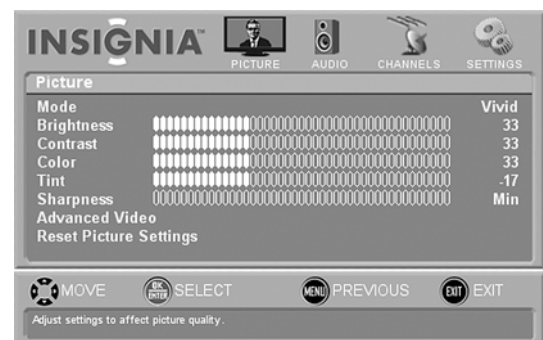 INSIGNIA™
PICTURE AUDIO CHANNELS SETTINGS
Picture
Mode Vivid
Brightness 33
Contrast 33
Color 33
Tint -17
Sharpness Min
Advanced Video
Reset Picture Settings
MOVE OK ENTER SELECT MENU PREVIOUS EXIT EXIT
Adjust settings to affect picture quality.